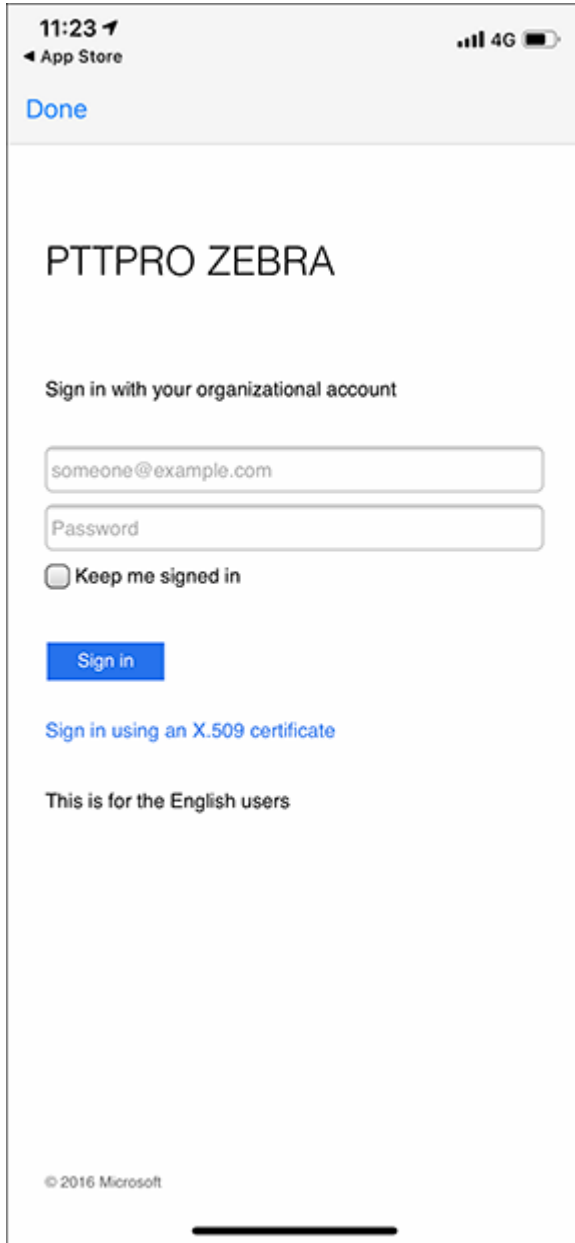 11:23
4G
◀ App Store
Done
PTTPRO ZEBRA
Sign in with your organizational account
someone@example.com
Password
Keep me signed in
Sign in
Sign in using an X.509 certificate
This is for the English users
© 2016 Microsoft